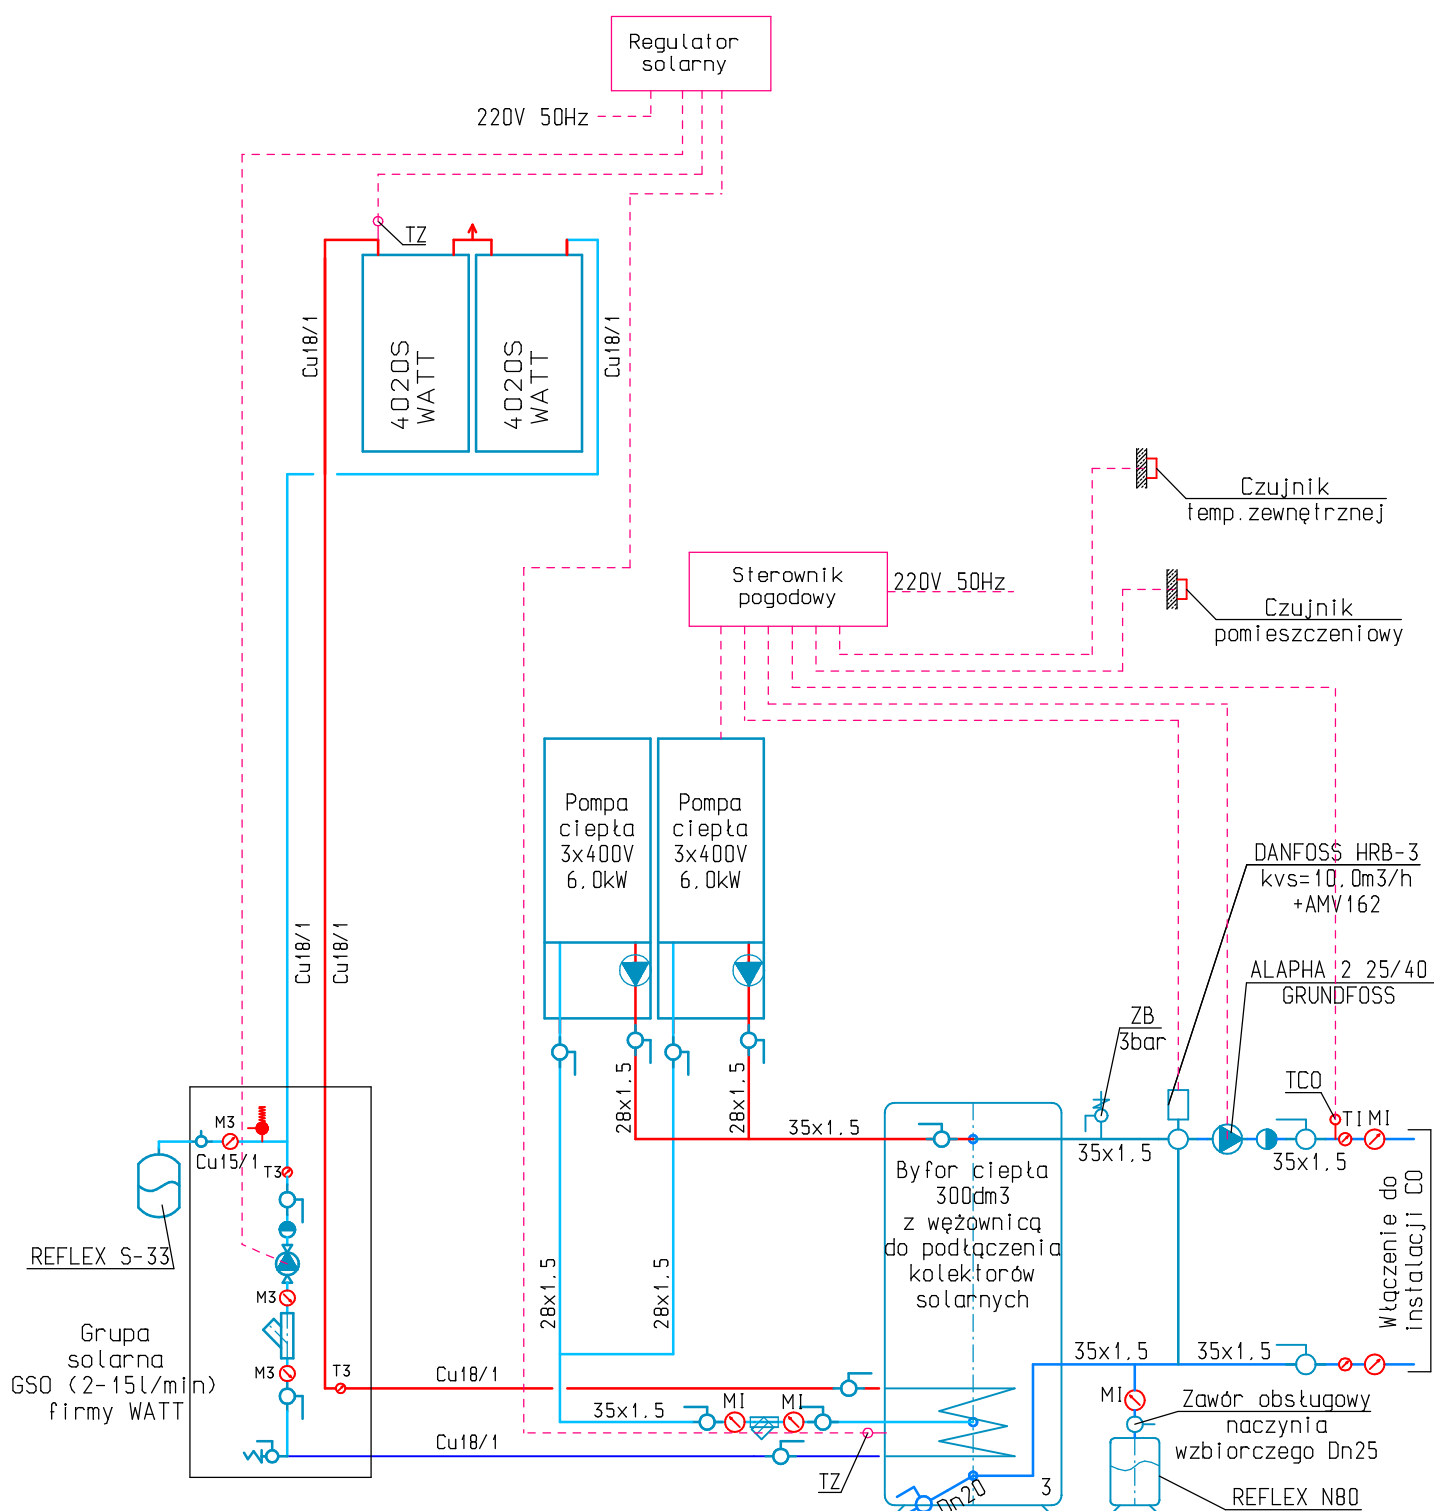 Regulator
solarny
220V 50Hz
TZ
Cu18/1
4020S
WATT
4020S
WATT
Cu18/1
Czujnik
temp.zewnętrznej
Sterownik
pogodowy
220V 50Hz
Czujnik
pomieszczeniowy
Pompa
ciepła
3x400V
6,0kW
Pompa
ciepła
3x400V
6,0kW
DANFOSS HRB-3
kvs=10,0m3/h
+AMV162
Cu18/1
Cu18/1
ALAPHA 2 25/40
GRUNDFOSS
ZB
3bar
28x1,5
28x1,5
TCO
M3
Cu15/1
T3
35x1,5
35x1,5
35x1,5
TI
MI
Byfor ciepła
300dm3
z wężownicą
do podłączenia
kolektorów
solarnych
Włączenie do
instalacji CO
REFLEX S-33
28x1,5
28x1,5
M3
Grupa
solarna
GSO (2-15l/min)
firmy WATT
M3
T3
Cu18/1
35x1,5
MI
MI
Cu18/1
TZ
35x1,5
35x1,5
MI
Zawór obsługowy
naczynia
wzbiorczego Dn25
Dn20
3
REFLEX N80